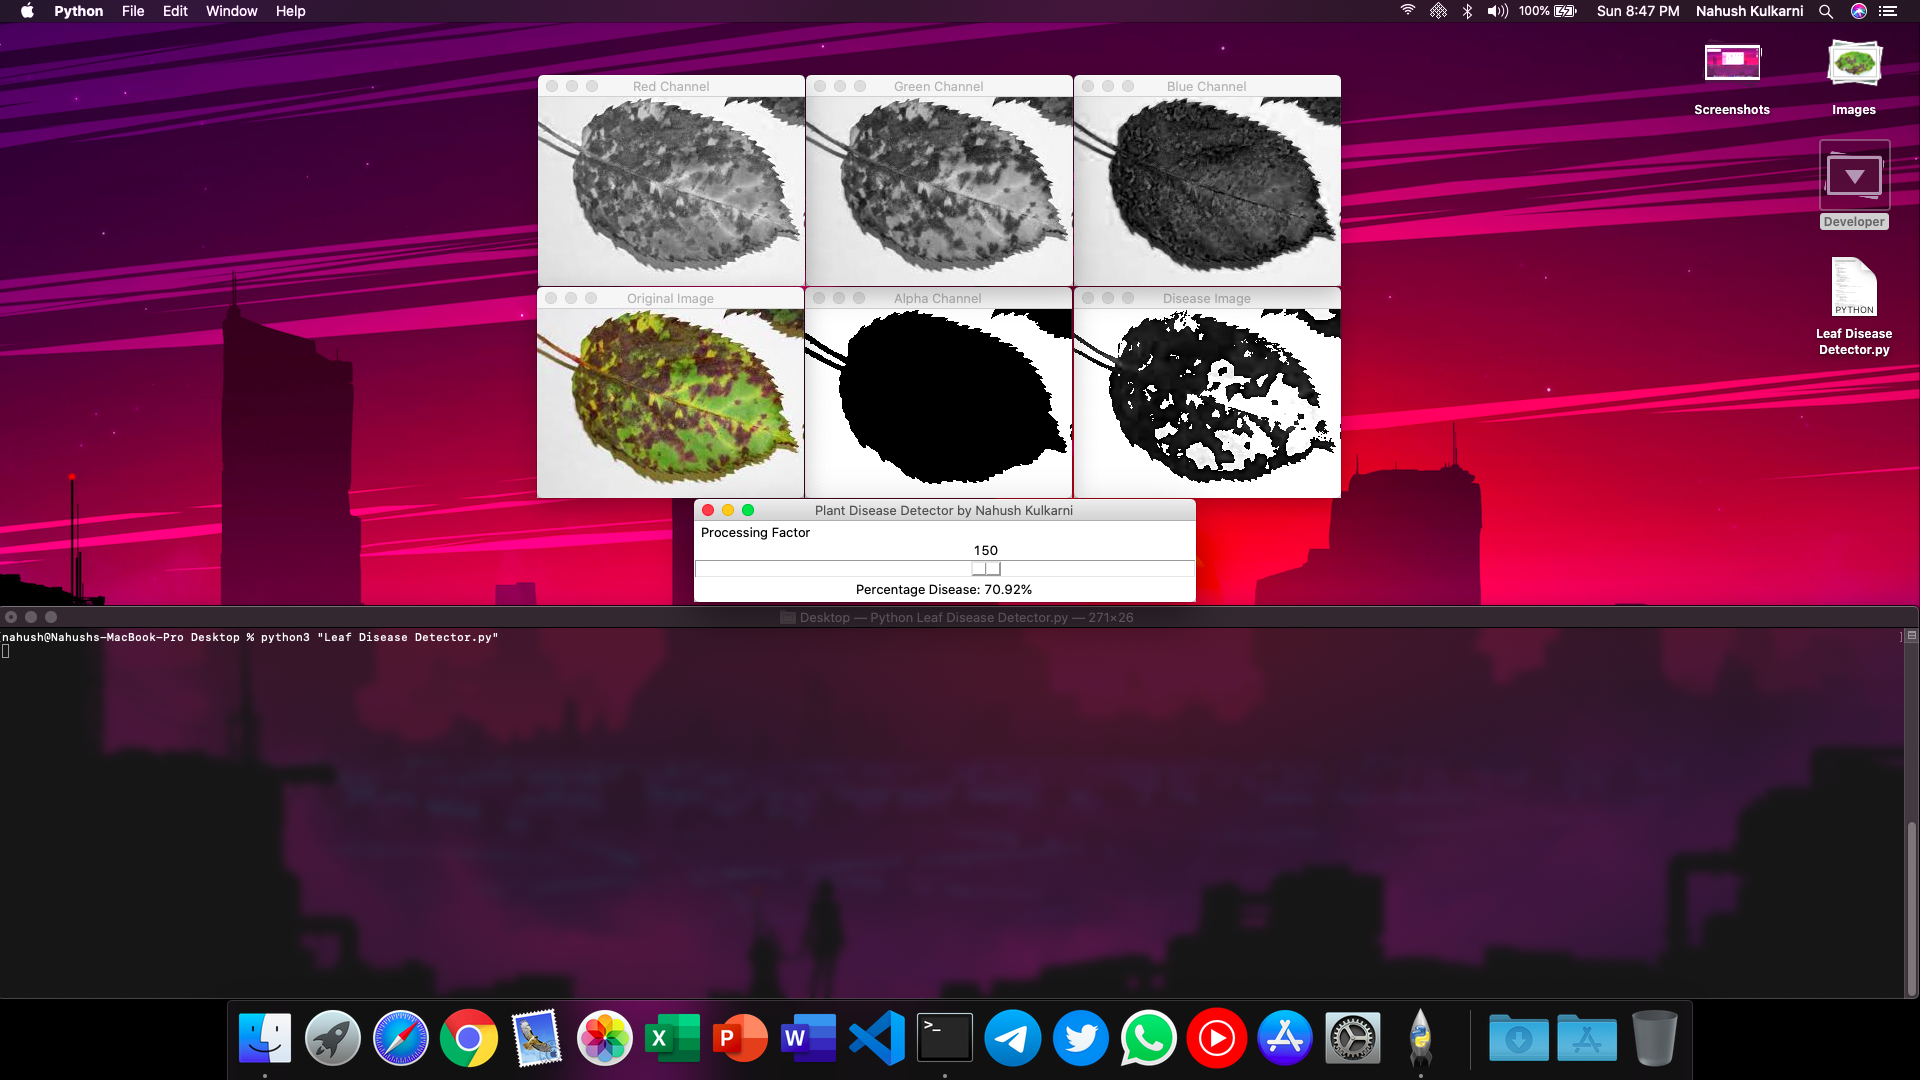 Python File Edit Window Help
100% Sun 8:47 PM Nahush Kulkarni
Screenshots
Images
Developer
PYTHON
Leaf Disease
Detector.py
Red Channel
Green Channel
Blue Channel
Original Image
Alpha Channel
Disease Image
Plant Disease Detector by Nahush Kulkarni
Processing Factor
150
Percentage Disease: 70.92%
Desktop — Python Leaf Disease Detector.py — 271×26
nahush@Nahushs-MacBook-Pro Desktop % python3 "Leaf Disease Detector.py"
X
P
W
>_